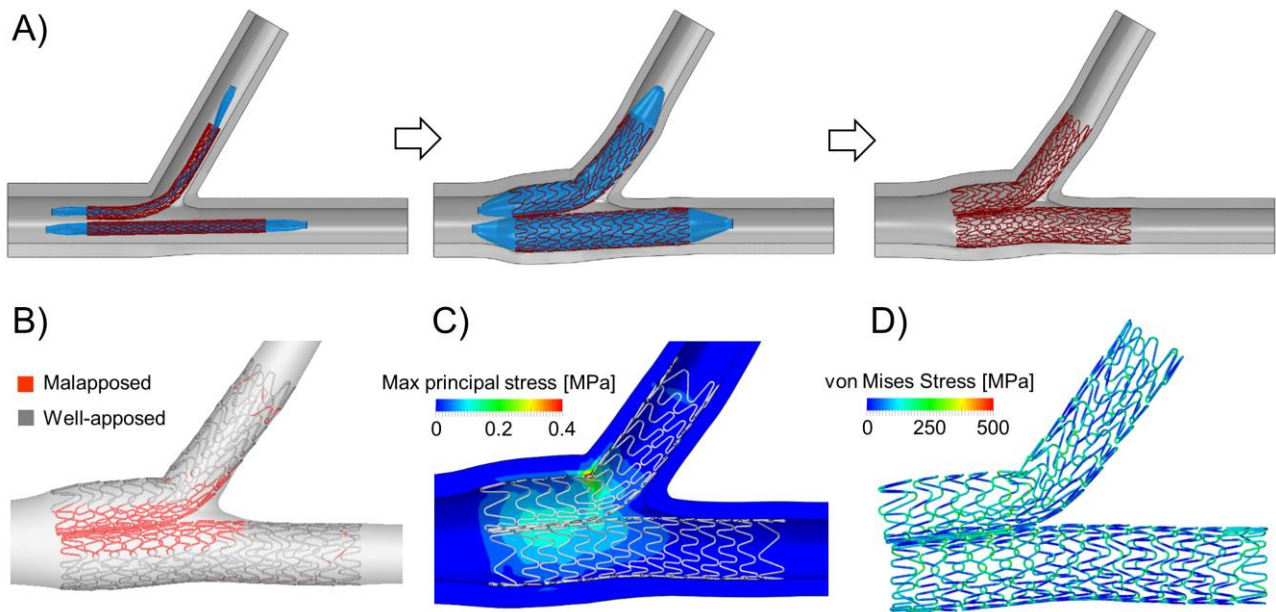 A)
B)
Malapposed
Well-apposed
C)
Max principal stress [MPa]
0 0.2 0.4
D)
von Mises Stress [MPa]
0 250 500